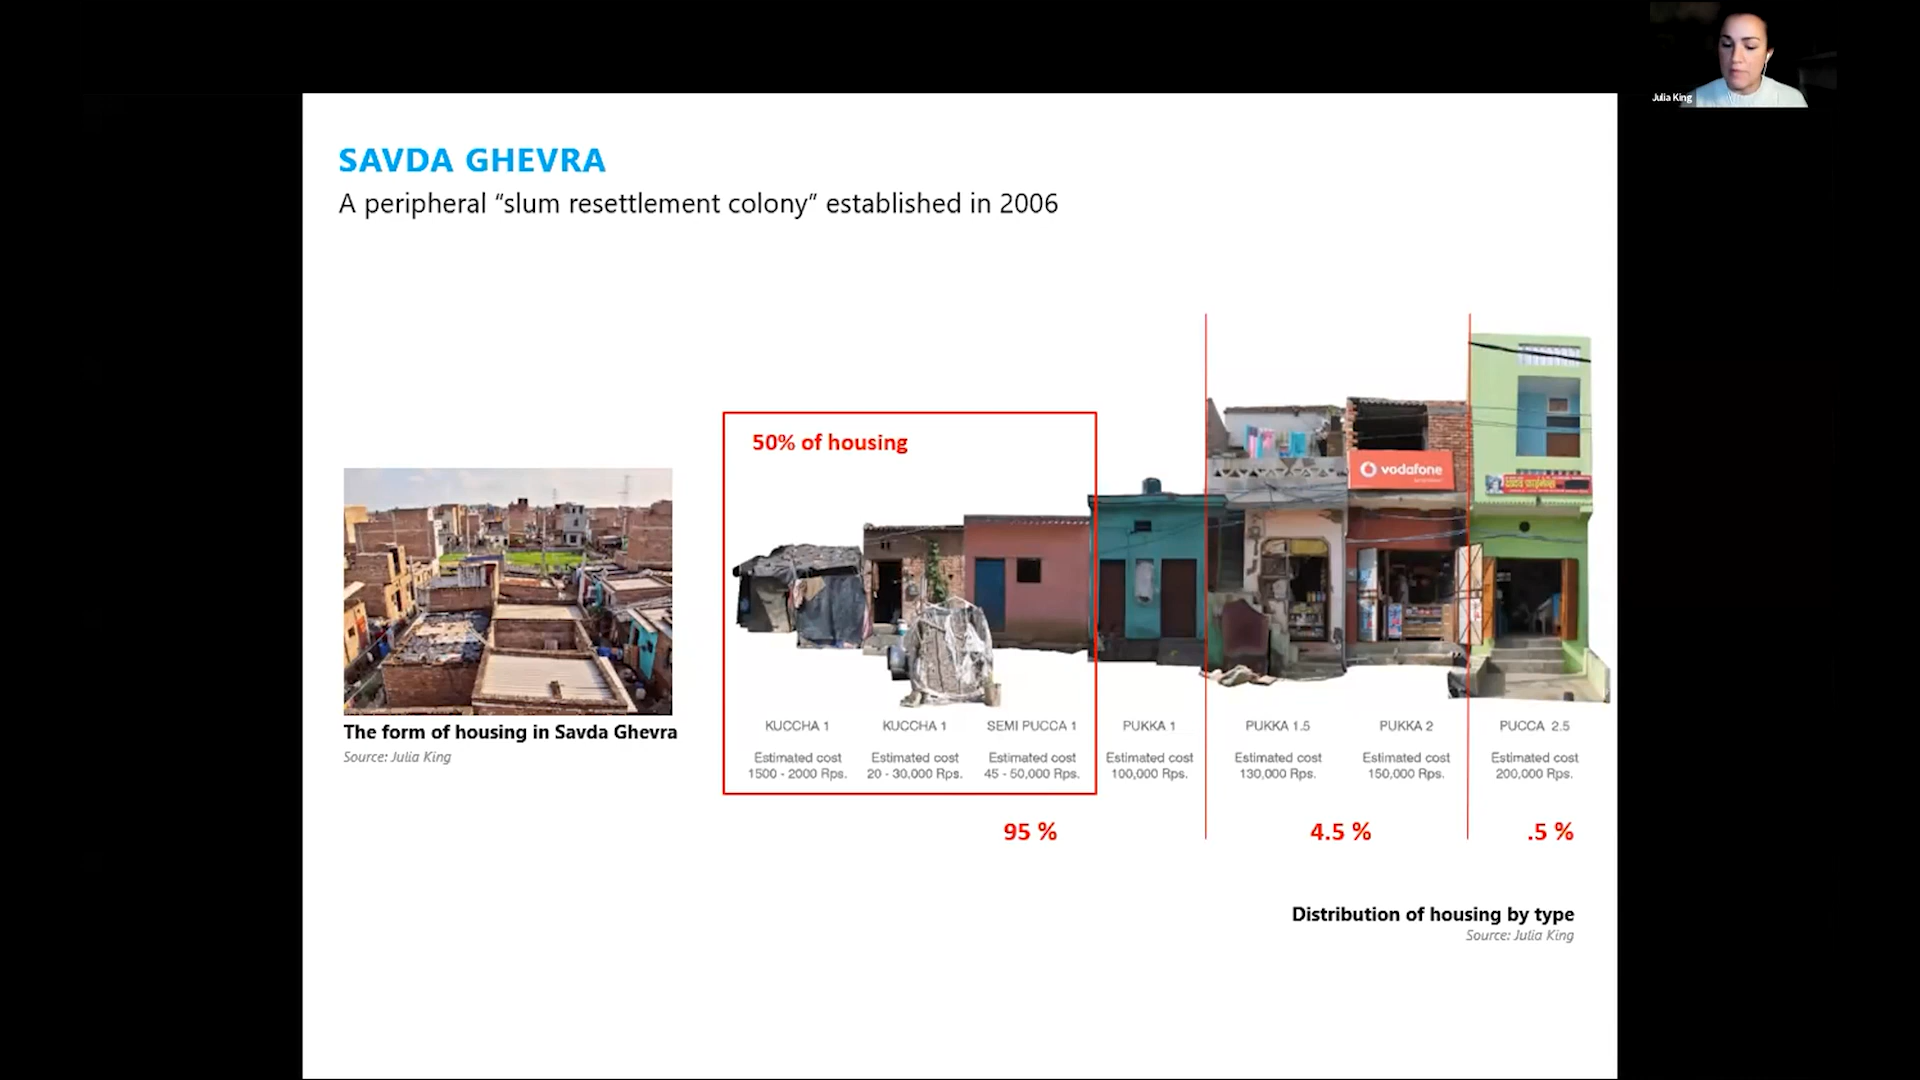 Julia King
SAVDA GHEVRA
A peripheral “slum resettlement colony” established in 2006
50% of housing
vodafone
The form of housing in Savda Ghevra
Source: Julia King
KUCCHA 1
Estimated cost
1500 - 2000 Rps.
KUCCHA 1
Estimated cost
20 - 30,000 Rps.
SEMI PUCCA 1
Estimated cost
45 - 50,000 Rps.
PUKKA 1
Estimated cost
100,000 Rps.
PUKKA 1.5
Estimated cost
130,000 Rps.
PUKKA 2
Estimated cost
150,000 Rps.
PUCCA 2.5
Estimated cost
200,000 Rps.
95 %
4.5 %
.5 %
Distribution of housing by type
Source: Julia King